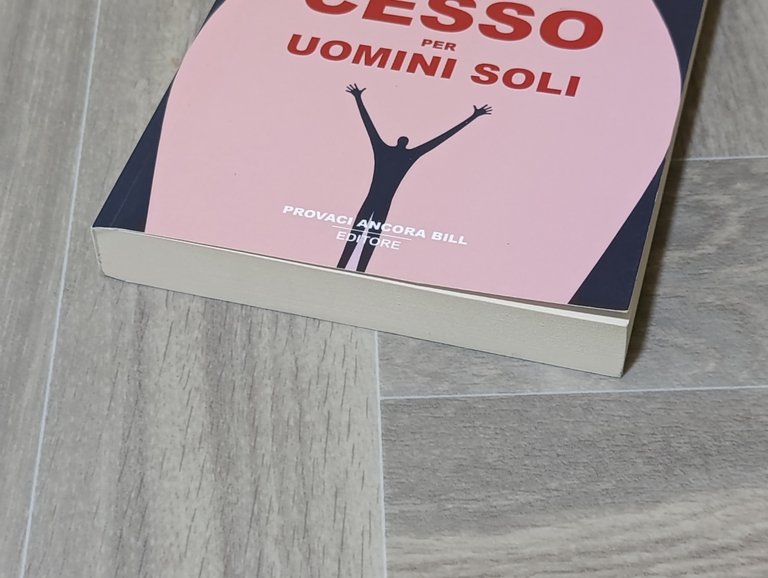 CESSO
PER
UOMINI SOLI
PROVACI ANCORA BILL
EDITORE